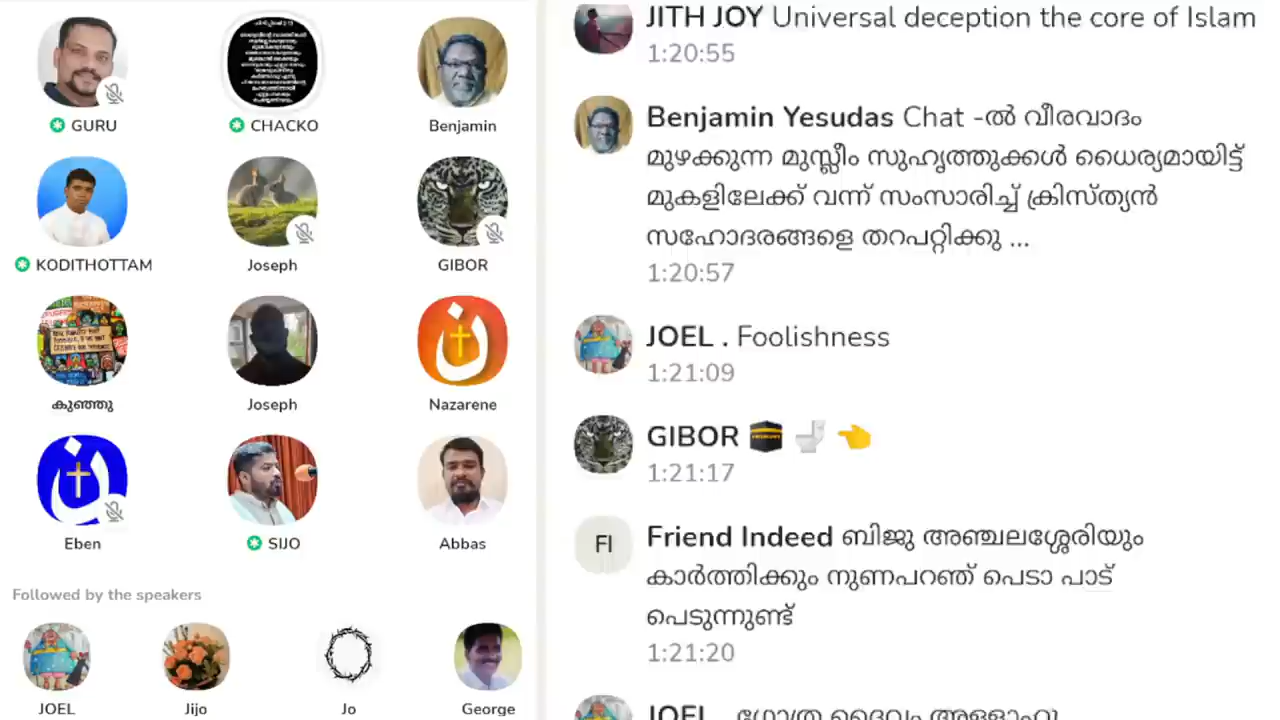 GURU
CHACKO
Benjamin
KODITHOTTAM
Joseph
GIBOR
കുഞ്ഞു
Joseph
Nazarene
Eben
SIJO
Abbas
Followed by the speakers
JOEL
Jijo
Jo
George
JITH JOY Universal deception the core of Islam
1:20:55
Benjamin Yesudas Chat -ൽ വീരവാദം
മുഴക്കുന്ന മുസ്ലീം സുഹൃത്തുക്കൾ ധൈര്യമായിട്ട്
മുകളിലേക്ക് വന്ന് സംസാരിച്ച് ക്രിസ്ത്യൻ
സഹോദരങ്ങളെ തറപറ്റിക്കു ...
1:20:57
JOEL . Foolishness
1:21:09
GIBOR 🕋 🚽 👈
1:21:17
FI
Friend Indeed ബിജു അഞ്ചലശ്ശേരിയും
കാർത്തിക്കും നുണപറഞ് പെടാ പാട്
പെടുന്നുണ്ട്
1:21:20
JOEL . ഗോത്ര ദൈവം അള്ളാഹു